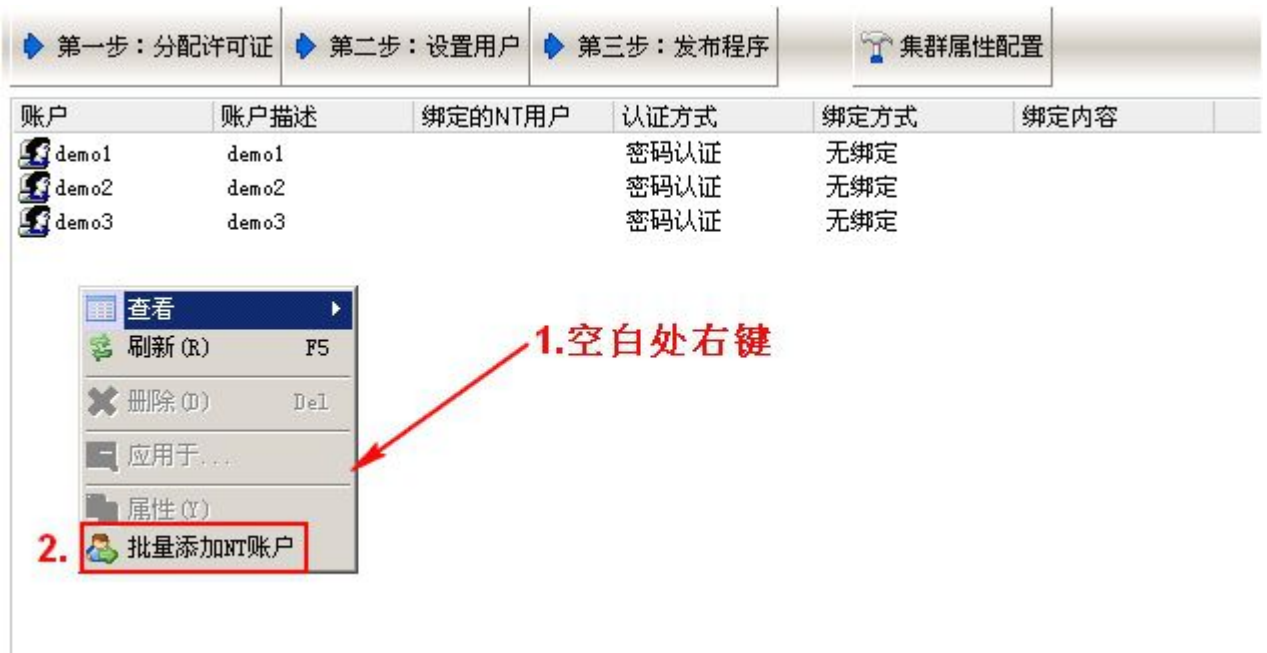 第一步：分配许可证 第二步：设置用户 第三步：发布程序 集群属性配置
账户 账户描述 绑定的NT用户 认证方式 绑定方式 绑定内容
demo1 demo1 密码认证 无绑定
demo2 demo2 密码认证 无绑定
demo3 demo3 密码认证 无绑定
查看
1.空白处右键
刷新(R) F5
删除(D) Del
应用于...
属性(Y)
2. 批量添加NT账户